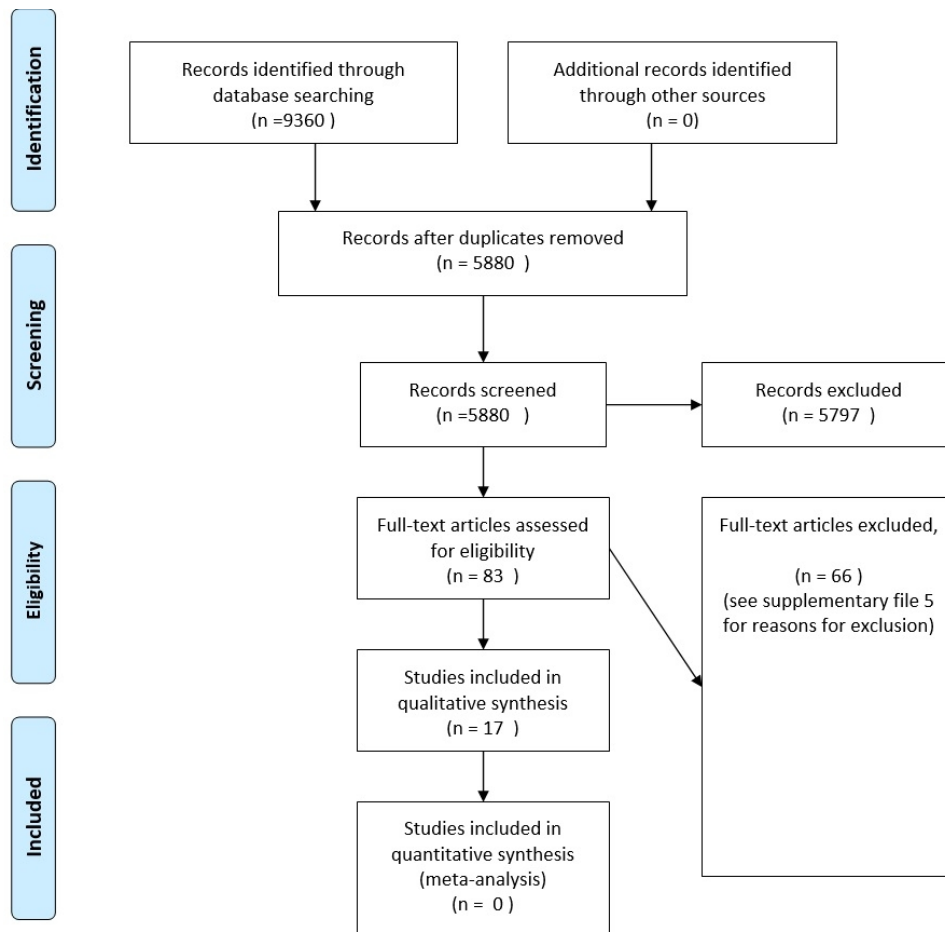 Identification
Records identified through
database searching
(n =9360 )
Additional records identified
through other sources
(n = 0)
Records after duplicates removed
(n = 5880 )
Screening
Records screened
(n =5880 )
Records excluded
(n = 5797 )
Eligibility
Full-text articles assessed
for eligibility
(n = 83 )
Full-text articles excluded,
(n = 66 )
(see supplementary file 5
for reasons for exclusion)
Studies included in
qualitative synthesis
(n = 17 )
Included
Studies included in
quantitative synthesis
(meta-analysis)
(n = 0 )